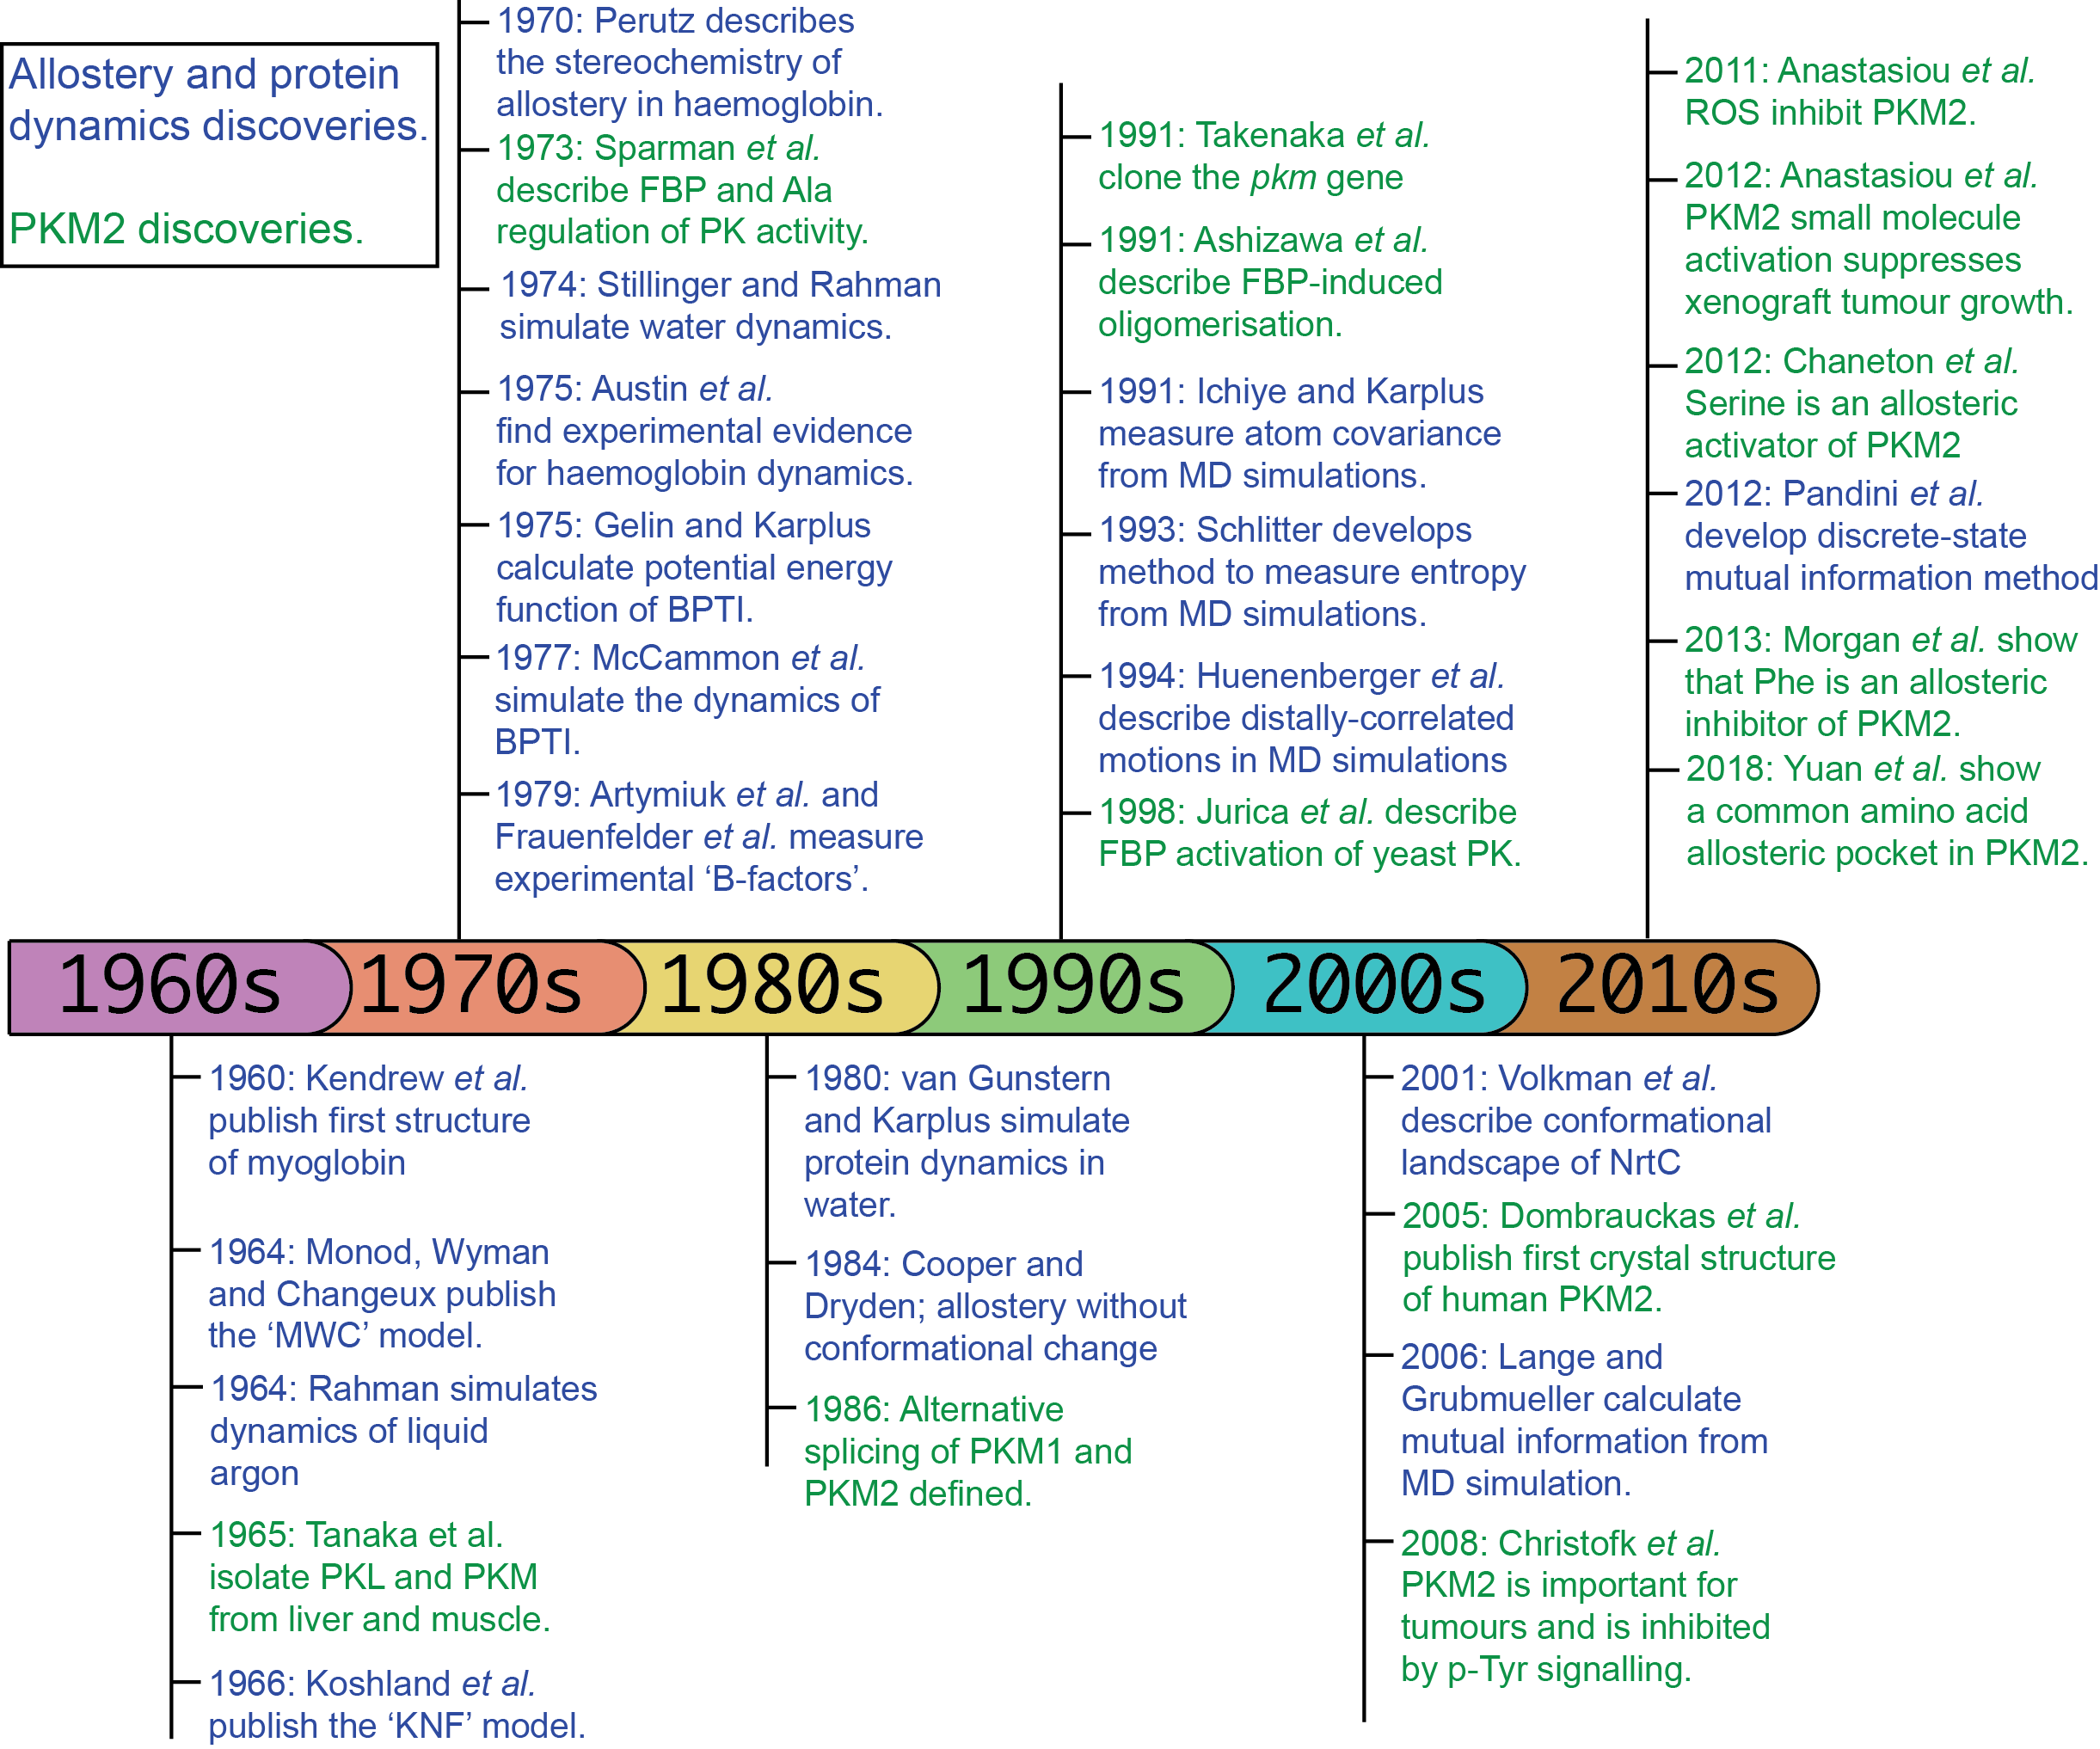 Allostery and protein
dynamics discoveries.
PKM2 discoveries.
1970: Perutz describes
the stereochemistry of
allostery in haemoglobin.
1973: Sparman et al.
describe FBP and Ala
regulation of PK activity.
1974: Stillinger and Rahman
simulate water dynamics.
1975: Austin et al.
find experimental evidence
for haemoglobin dynamics.
1975: Gelin and Karplus
calculate potential energy
function of BPTI.
1977: McCammon et al.
simulate the dynamics of
BPTI.
1979: Artymiuk et al. and
Frauenfelder et al. measure
experimental ‘B-factors’.
1991: Takenaka et al.
clone the pkm gene
1991: Ashizawa et al.
describe FBP-induced
oligomerisation.
1991: Ichiye and Karplus
measure atom covariance
from MD simulations.
1993: Schlitter develops
method to measure entropy
from MD simulations.
1994: Huenenberger et al.
describe distally-correlated
motions in MD simulations
1998: Jurica et al. describe
FBP activation of yeast PK.
2011: Anastasiou et al.
ROS inhibit PKM2.
2012: Anastasiou et al.
PKM2 small molecule
activation suppresses
xenograft tumour growth.
2012: Chaneton et al.
Serine is an allosteric
activator of PKM2
2012: Pandini et al.
develop discrete-state
mutual information method
2013: Morgan et al. show
that Phe is an allosteric
inhibitor of PKM2.
2018: Yuan et al. show
a common amino acid
allosteric pocket in PKM2.
1960s 1970s 1980s 1990s 2000s 2010s
1960: Kendrew et al.
publish first structure
of myoglobin
1964: Monod, Wyman
and Changeux publish
the ‘MWC’ model.
1964: Rahman simulates
dynamics of liquid
argon
1965: Tanaka et al.
isolate PKL and PKM
from liver and muscle.
1966: Koshland et al.
publish the ‘KNF’ model.
1980: van Gunstern
and Karplus simulate
protein dynamics in
water.
1984: Cooper and
Dryden; allostery without
conformational change
1986: Alternative
splicing of PKM1 and
PKM2 defined.
2001: Volkman et al.
describe conformational
landscape of NrtC
2005: Dombrauckas et al.
publish first crystal structure
of human PKM2.
2006: Lange and
Grubmueller calculate
mutual information from
MD simulation.
2008: Christofk et al.
PKM2 is important for
tumours and is inhibited
by p-Tyr signalling.